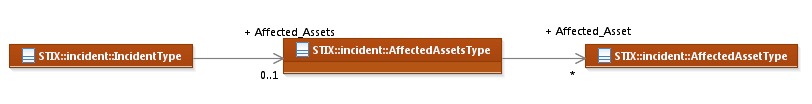 + Affected_Assets
+ Affected_Asset
STIX::incident::IncidentType
STIX::incident::AffectedAssetsType
STIX::incident::AffectedAssetType
0..1
*